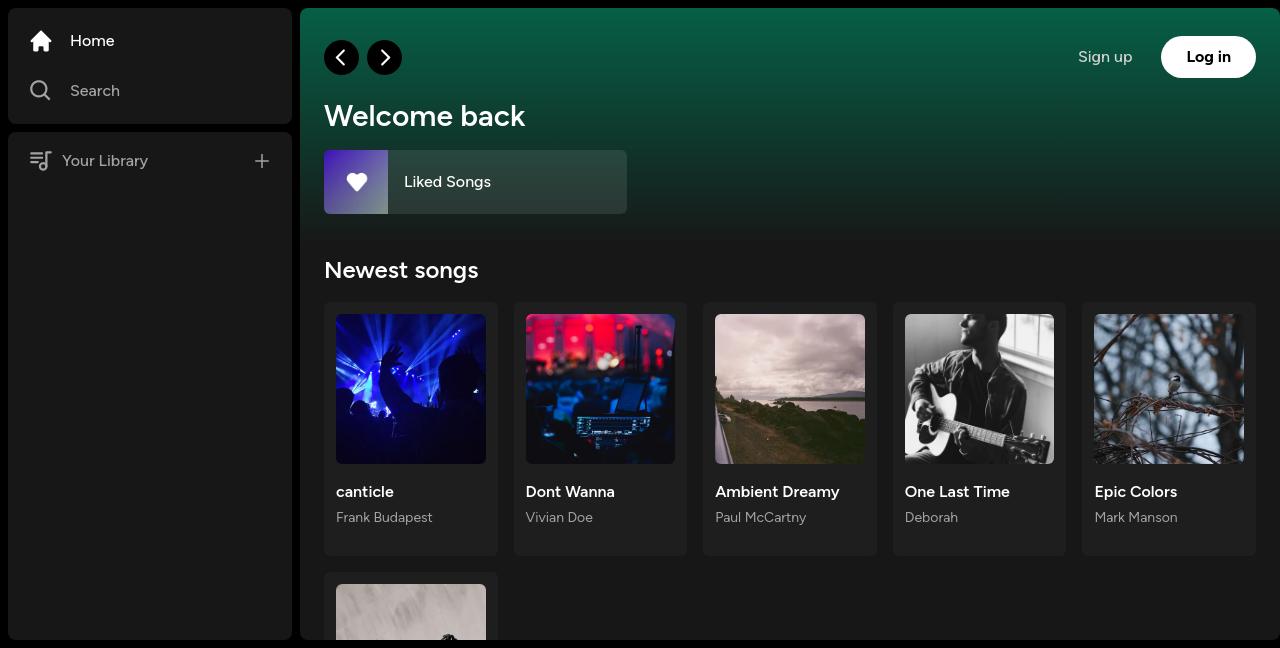 Home
Search
Your Library
Sign up
Log in
Welcome back
Liked Songs
Newest songs
canticle
Frank Budapest
Dont Wanna
Vivian Doe
Ambient Dreamy
Paul McCartny
One Last Time
Deborah
Epic Colors
Mark Manson